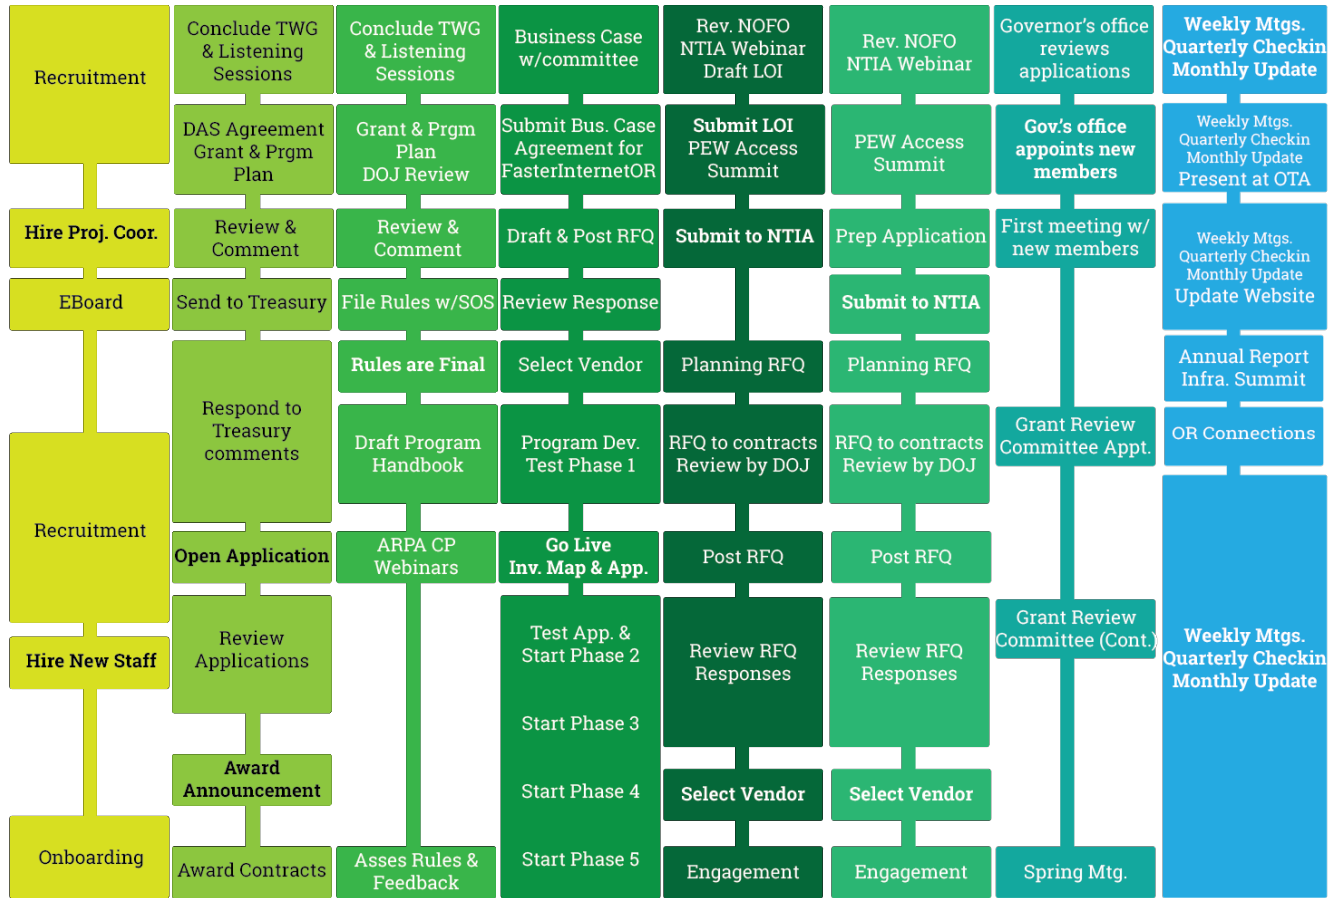 Recruitment
Hire Proj. Coor.
EBoard
Recruitment
Hire New Staff
Onboarding
Conclude TWG
& Listening
Sessions
DAS Agreement
Grant & Prgm
Plan
Review &
Comment
Send to Treasury
Respond to
Treasury
comments
Open Application
Review
Applications
Award
Announcement
Award Contracts
Conclude TWG
& Listening
Sessions
Grant & Prgm
Plan
DOJ Review
Review &
Comment
File Rules w/SOS
Rules are Final
Draft Program
Handbook
ARPA CP
Webinars
Asses Rules &
Feedback
Business Case
w/committee
Submit Bus. Case
Agreement for
FasterInternetOR
Draft & Post RFQ
Review Response
Select Vendor
Program Dev.
Test Phase 1
Go Live
Inv. Map & App.
Test App. &
Start Phase 2
Start Phase 3
Start Phase 4
Start Phase 5
Rev. NOFO
NTIA Webinar
Draft LOI
Submit LOI
PEW Access
Summit
Submit to NTIA
Planning RFQ
RFQ to contracts
Review by DOJ
Post RFQ
Review RFQ
Responses
Select Vendor
Engagement
Rev. NOFO
NTIA Webinar
PEW Access
Summit
Prep Application
Submit to NTIA
Planning RFQ
RFQ to contracts
Review by DOJ
Post RFQ
Review RFQ
Responses
Select Vendor
Engagement
Governor's office
reviews
applications
Gov.'s office
appoints new
members
First meeting w/
new members
Grant Review
Committee Appt.
Grant Review
Committee (Cont.)
Spring Mtg.
Weekly Mtgs.
Quarterly Checkin
Monthly Update
Weekly Mtgs.
Quarterly Checkin
Monthly Update
Present at OTA
Weekly Mtgs.
Quarterly Checkin
Monthly Update
Update Website
Annual Report
Infra. Summit
OR Connections
Weekly Mtgs.
Quarterly Checkin
Monthly Update